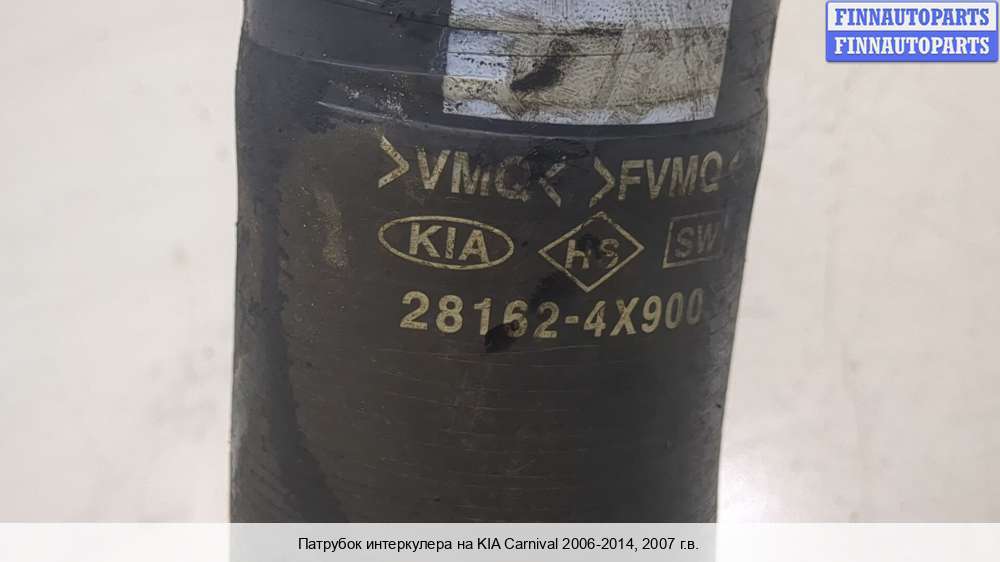 FINNAUTOPARTS
FINNAUTOPARTS
>VMQ< >FVMQ<
KIA HS SW
28162-4X900
Патрубок интеркулера на KIA Carnival 2006-2014, 2007 г.в.